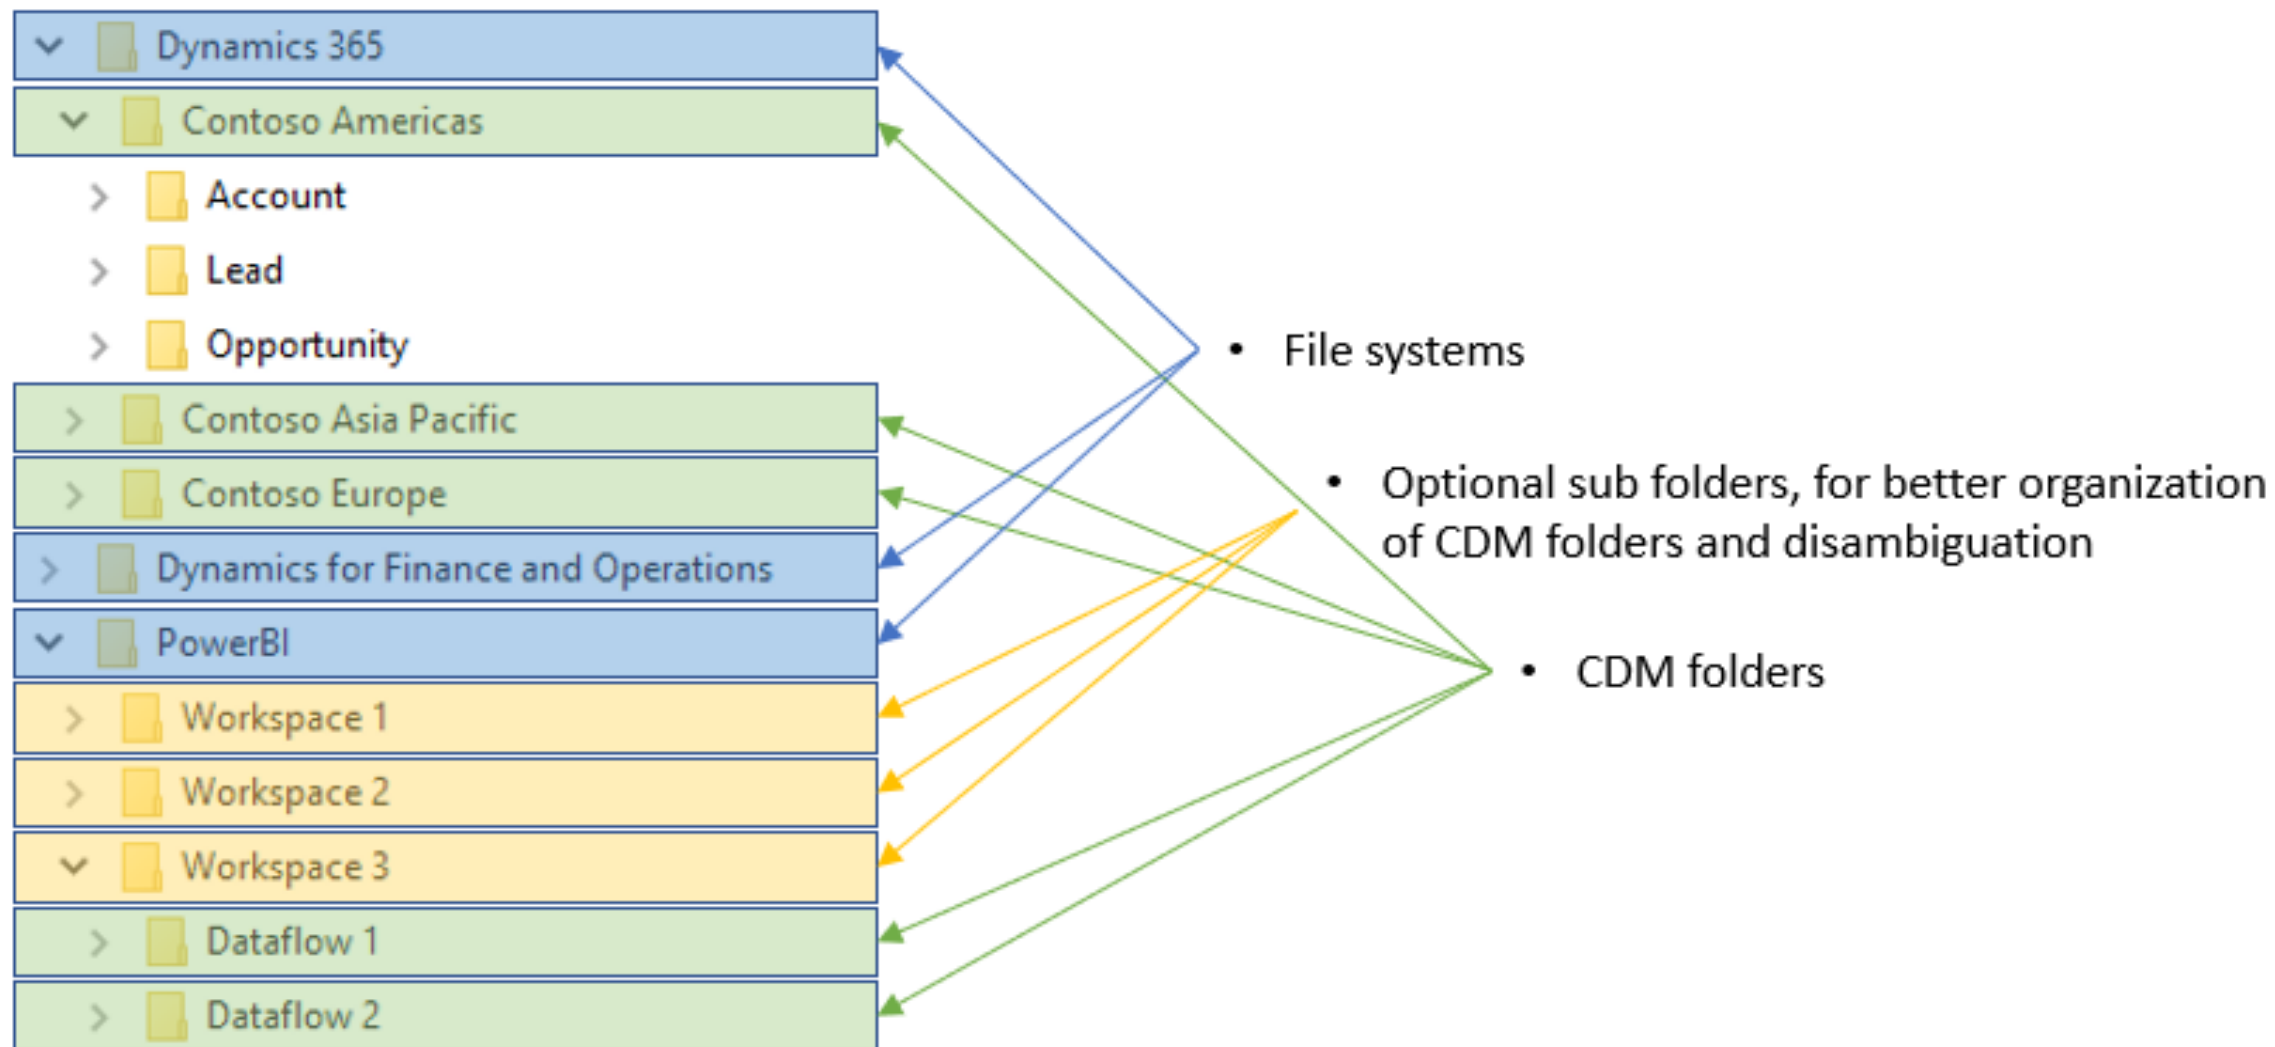 Dynamics 365
Contoso Americas
Account
Lead
Opportunity
Contoso Asia Pacific
Contoso Europe
Dynamics for Finance and Operations
PowerBI
Workspace 1
Workspace 2
Workspace 3
Dataflow 1
Dataflow 2
• File systems
• Optional sub folders, for better organization
of CDM folders and disambiguation
• CDM folders